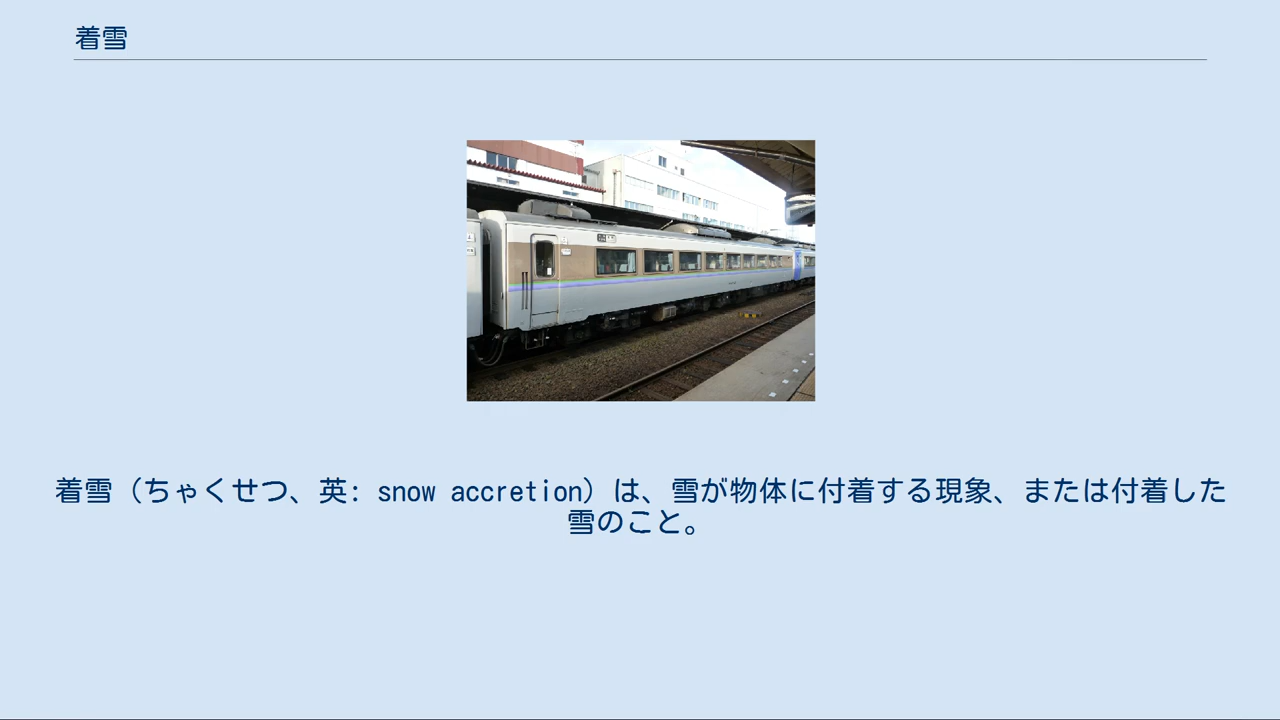 着雪
着雪（ちゃくせつ、英: snow accretion）は、雪が物体に付着する現象、または付着した
雪のこと。